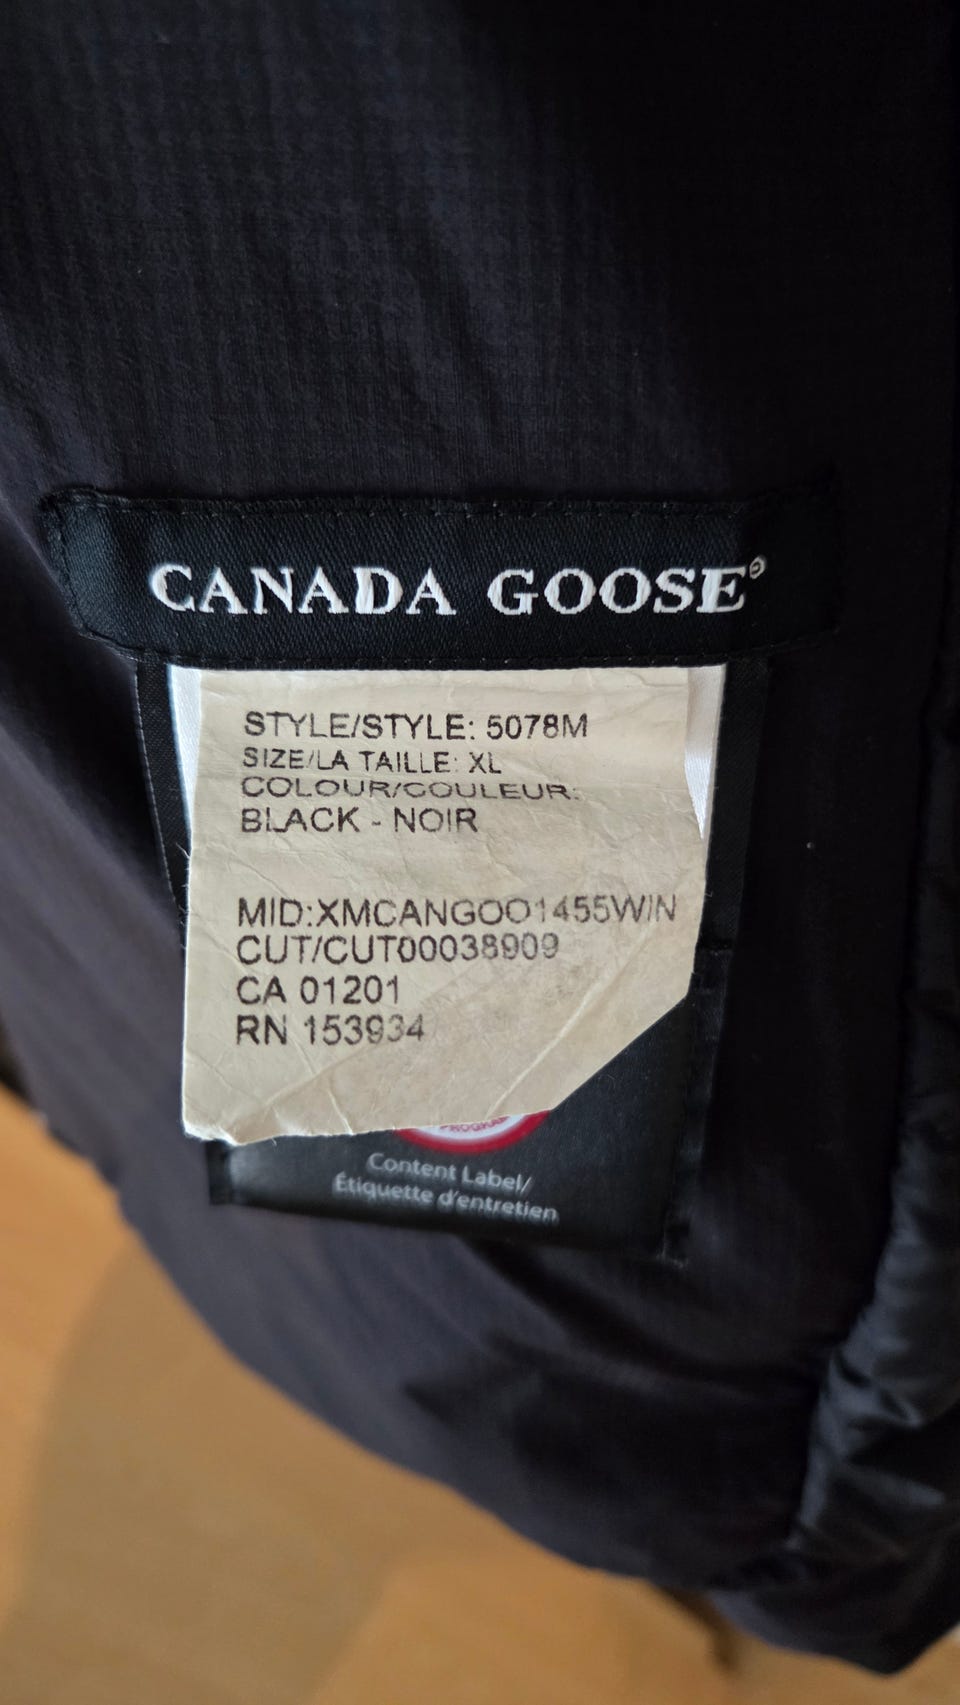 CANADA GOOSE®
STYLE/STYLE: 5078M
SIZE/LA TAILLE: XL
COLOUR/COULEUR:
BLACK - NOIR
MID:XMCANGOO1455WIN
CUT/CUT00038909
CA 01201
RN 153934
PROGRAM
Content Label/
Étiquette d'entretien